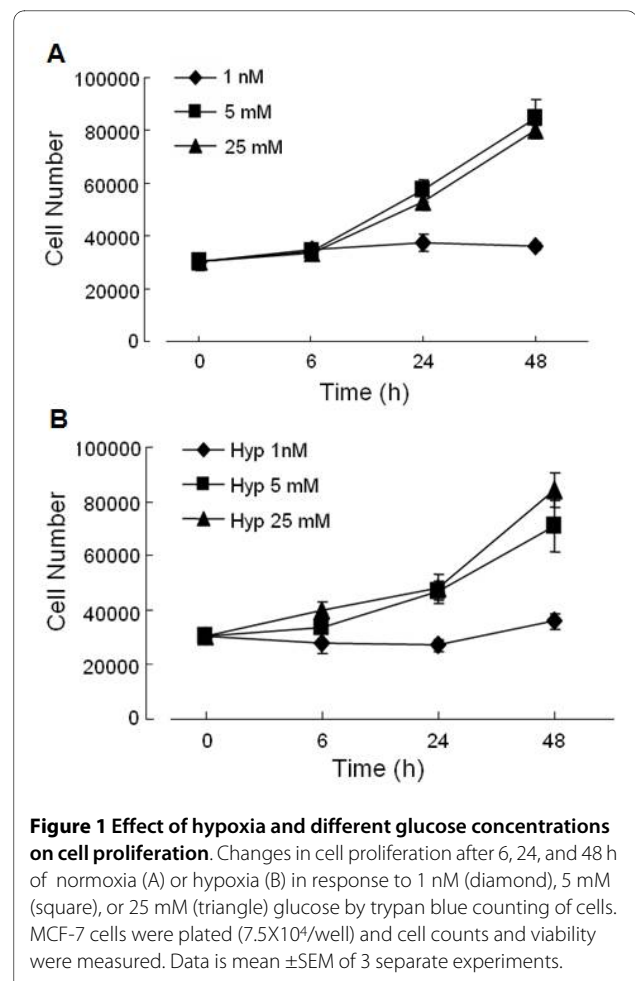 A
100000
80000
60000
40000
20000
0
Cell Number
1 nM
5 mM
25 mM
0 6 24 48
Time (h)
B
100000
80000
60000
40000
20000
0
Cell Number
Hyp 1nM
Hyp 5 mM
Hyp 25 mM
0 6 24 48
Time (h)
Figure 1 Effect of hypoxia and different glucose concentrations
on cell proliferation. Changes in cell proliferation after 6, 24, and 48 h
of normoxia (A) or hypoxia (B) in response to 1 nM (diamond), 5 mM
(square), or 25 mM (triangle) glucose by trypan blue counting of cells.
MCF-7 cells were plated (7.5X10⁴/well) and cell counts and viability
were measured. Data is mean ±SEM of 3 separate experiments.